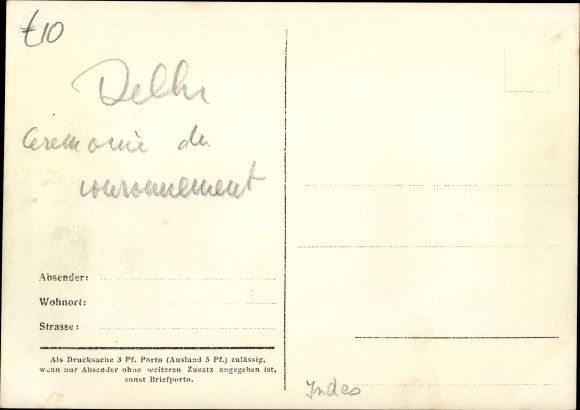 £10
Delhi
Ceremonie du
couronnement
Absender:
Wohnort:
Strasse:
Als Drucksache 3 Pf. Porto (Ausland 5 Pf.) zulässig,
wenn nur Absender ohne weiteren Zusatz angegeben ist,
sonst Briefporto.
Indes